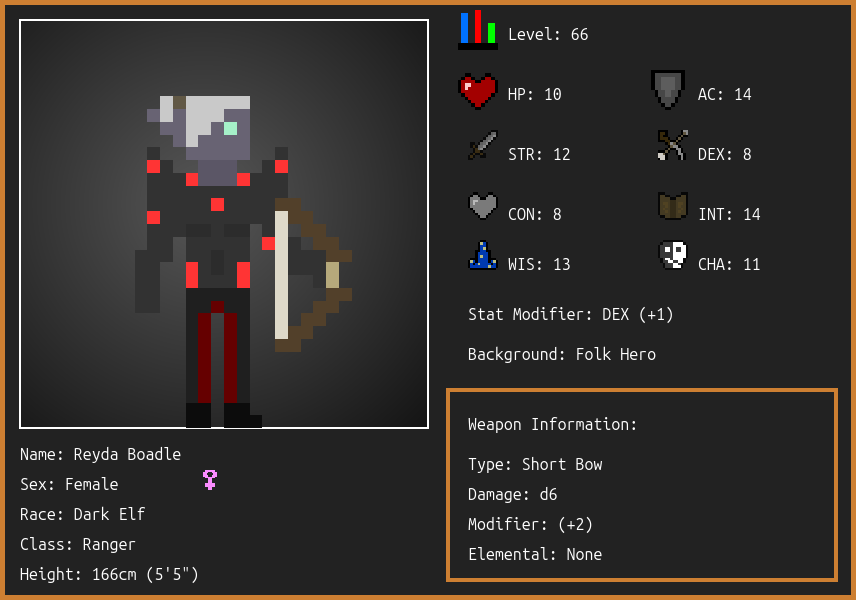 Level: 66
HP: 10
AC: 14
STR: 12
DEX: 8
CON: 8
INT: 14
WIS: 13
CHA: 11
Stat Modifier: DEX (+1)
Background: Folk Hero
Weapon Information:
Type: Short Bow
Damage: d6
Modifier: (+2)
Elemental: None
Name: Reyda Boadle
Sex: Female
Race: Dark Elf
Class: Ranger
Height: 166cm (5'5")